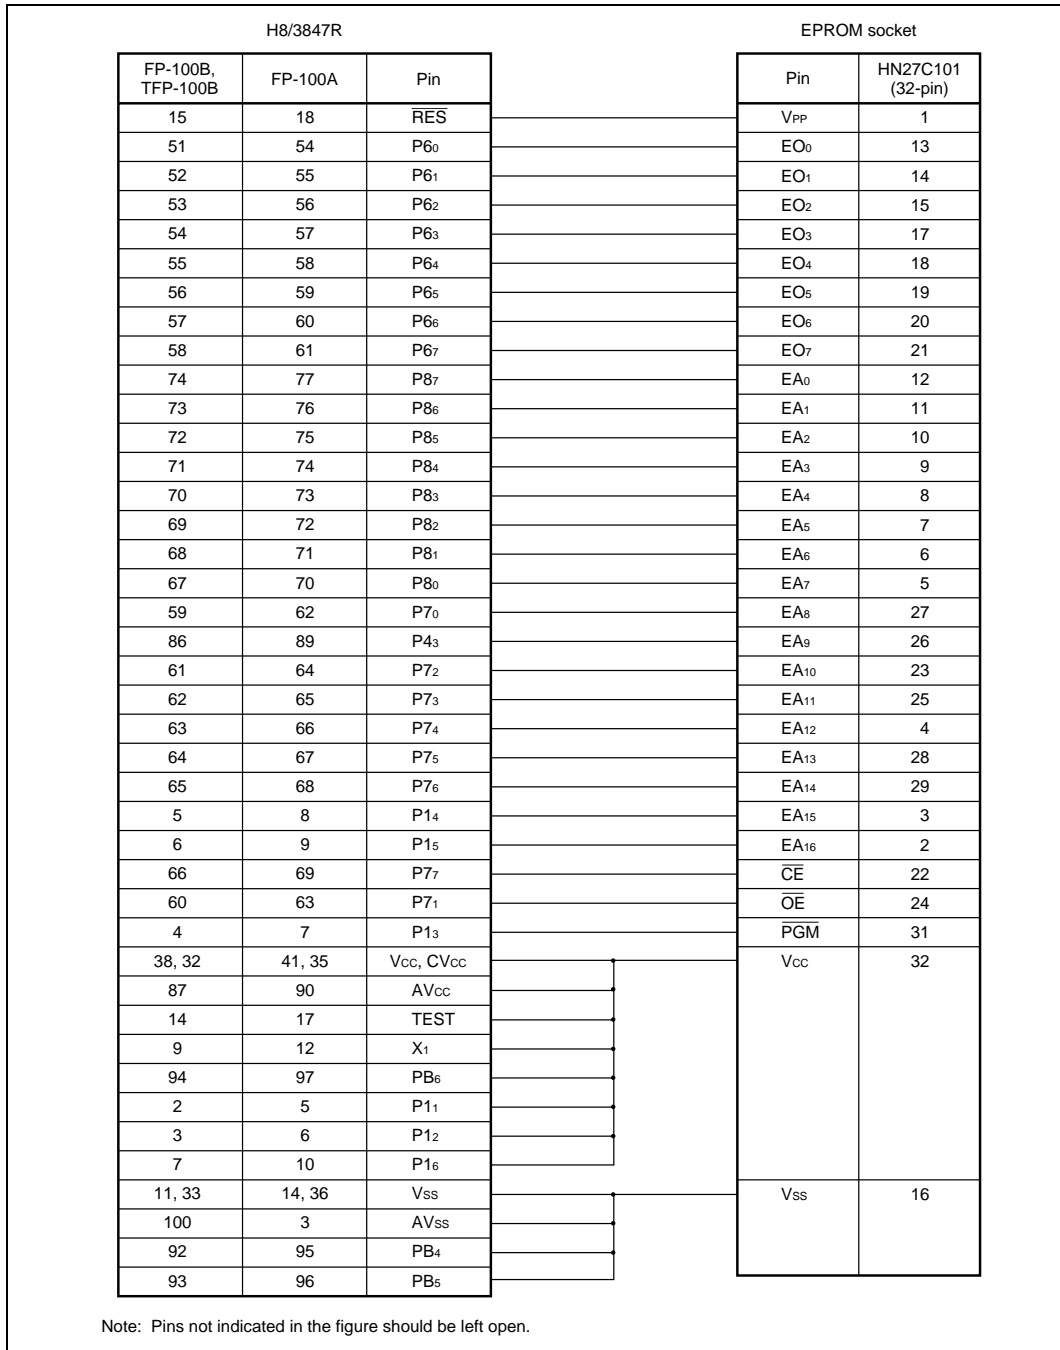 H8/3847R EPROM socket
FP-100B, TFP-100B FP-100A Pin Pin HN27C101 (32-pin)
15 18 R̅E̅S̅ VPP 1
51 54 P60 EO0 13
52 55 P61 EO1 14
53 56 P62 EO2 15
54 57 P63 EO3 17
55 58 P64 EO4 18
56 59 P65 EO5 19
57 60 P66 EO6 20
58 61 P67 EO7 21
74 77 P87 EA0 12
73 76 P86 EA1 11
72 75 P85 EA2 10
71 74 P84 EA3 9
70 73 P83 EA4 8
69 72 P82 EA5 7
68 71 P81 EA6 6
67 70 P80 EA7 5
59 62 P70 EA8 27
86 89 P43 EA9 26
61 64 P72 EA10 23
62 65 P73 EA11 25
63 66 P74 EA12 4
64 67 P75 EA13 28
65 68 P76 EA14 29
5 8 P14 EA15 3
6 9 P15 EA16 2
66 69 P77 C̅E̅ 22
60 63 P71 O̅E̅ 24
4 7 P13 P̅G̅M̅ 31
38, 32 41, 35 VCC, CVCC VCC 32
87 90 AVCC
14 17 TEST
9 12 X1
94 97 PB6
2 5 P11
3 6 P12
7 10 P16
11, 33 14, 36 VSS VSS 16
100 3 AVSS
92 95 PB4
93 96 PB5
Note: Pins not indicated in the figure should be left open.